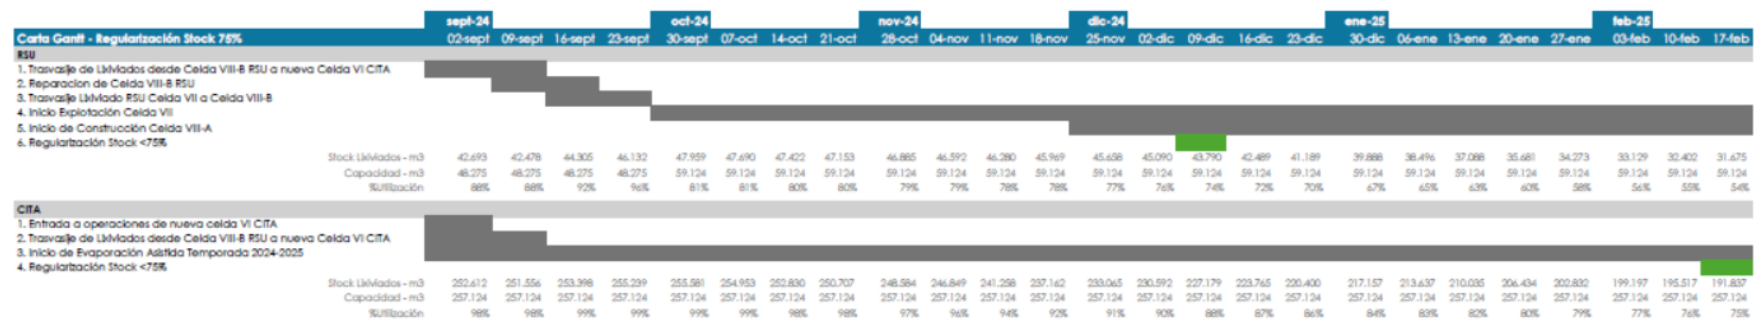 sept-24 oct-24 nov-24 dic-24 ene-25 feb-25
Carta Gantt - Regularización Stock 75% 02-sept 09-sept 16-sept 23-sept 30-sept 07-oct 14-oct 21-oct 28-oct 04-nov 11-nov 18-nov 25-nov 02-dic 09-dic 16-dic 23-dic 30-dic 06-ene 13-ene 20-ene 27-ene 03-feb 10-feb 17-feb
RSU
1. Trasvasije de Lixiviados desde Celda VIII-B RSU a nueva Celda VI CITA
2. Reparacion de Celda VIII-B RSU
3. Trasvasije Lixiviado RSU Celda VII a Celda VIII-B
4. Inicio Explotación Celda VII
5. Inicio de Construcción Celda VIII-A
6. Regularización Stock <75%
Stock Lixiviados - m3 42.693 42.478 44.305 46.132 47.959 47.690 47.422 47.153 46.885 46.592 46.280 45.969 45.658 45.090 43.790 42.489 41.189 39.888 38.496 37.088 35.681 34.273 33.129 32.402 31.675
Capacidad - m3 48.275 48.275 48.275 48.275 59.124 59.124 59.124 59.124 59.124 59.124 59.124 59.124 59.124 59.124 59.124 59.124 59.124 59.124 59.124 59.124 59.124 59.124 59.124 59.124 59.124
%Utilización 88% 88% 92% 96% 81% 81% 80% 80% 79% 79% 78% 78% 77% 76% 74% 72% 70% 67% 65% 63% 60% 58% 56% 55% 54%
CITA
1. Entrada a operaciones de nueva celda VI CITA
2. Trasvasije de Lixiviados desde Celda VIII-B RSU a nueva Celda VI CITA
3. Inicio de Evaporación Asistida Temporada 2024-2025
4. Regularización Stock <75%
Stock Lixiviados - m3 252.612 251.556 253.398 255.239 255.581 254.953 252.830 250.707 248.584 246.849 241.258 237.162 233.065 230.592 227.179 223.765 220.400 217.157 213.637 210.035 206.434 202.832 199.197 195.517 191.837
Capacidad - m3 257.124 257.124 257.124 257.124 257.124 257.124 257.124 257.124 257.124 257.124 257.124 257.124 257.124 257.124 257.124 257.124 257.124 257.124 257.124 257.124 257.124 257.124 257.124 257.124 257.124
%Utilización 98% 98% 99% 99% 99% 99% 98% 98% 97% 96% 94% 92% 91% 90% 88% 87% 86% 84% 83% 82% 80% 79% 77% 76% 75%